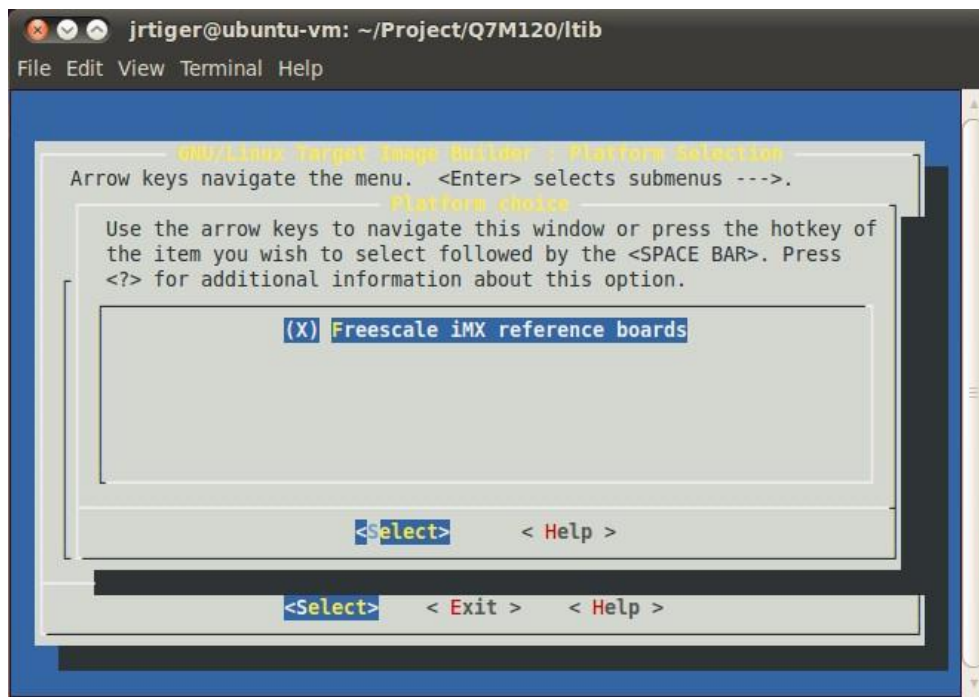 jrtiger@ubuntu-vm: ~/Project/Q7M120/ltib
File Edit View Terminal Help
GNU/Linux Target Image Builder : Platform Selection
Arrow keys navigate the menu. <Enter> selects submenus --->.
Platform choice
Use the arrow keys to navigate this window or press the hotkey of
the item you wish to select followed by the <SPACE BAR>. Press
<?> for additional information about this option.
(X) Freescale iMX reference boards
<Select> < Help >
<Select> < Exit > < Help >